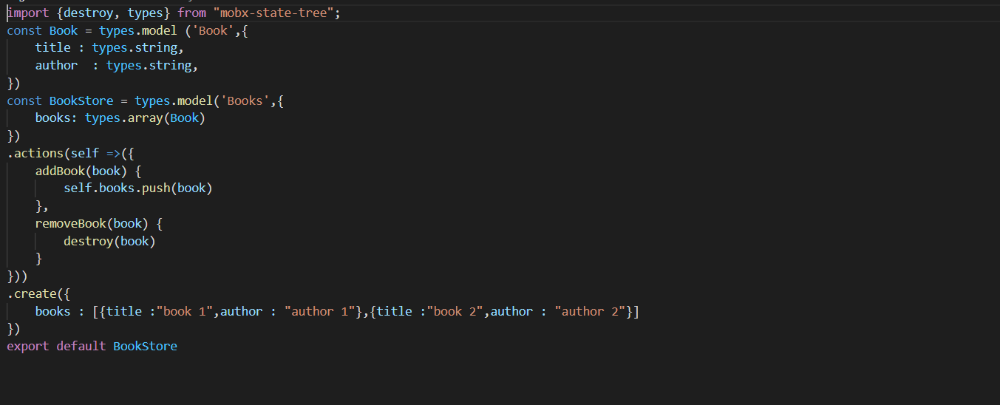 import {destroy, types} from "mobx-state-tree";
const Book = types.model ('Book',{
    title : types.string,
    author  : types.string,
})
const BookStore = types.model('Books',{
    books: types.array(Book)
})
.actions(self =>({
    addBook(book) {
        self.books.push(book)
    },
    removeBook(book) {
        destroy(book)
    }
}))
.create({
    books : [{title :"book 1",author : "author 1"},{title :"book 2",author : "author 2"}]
})
export default BookStore